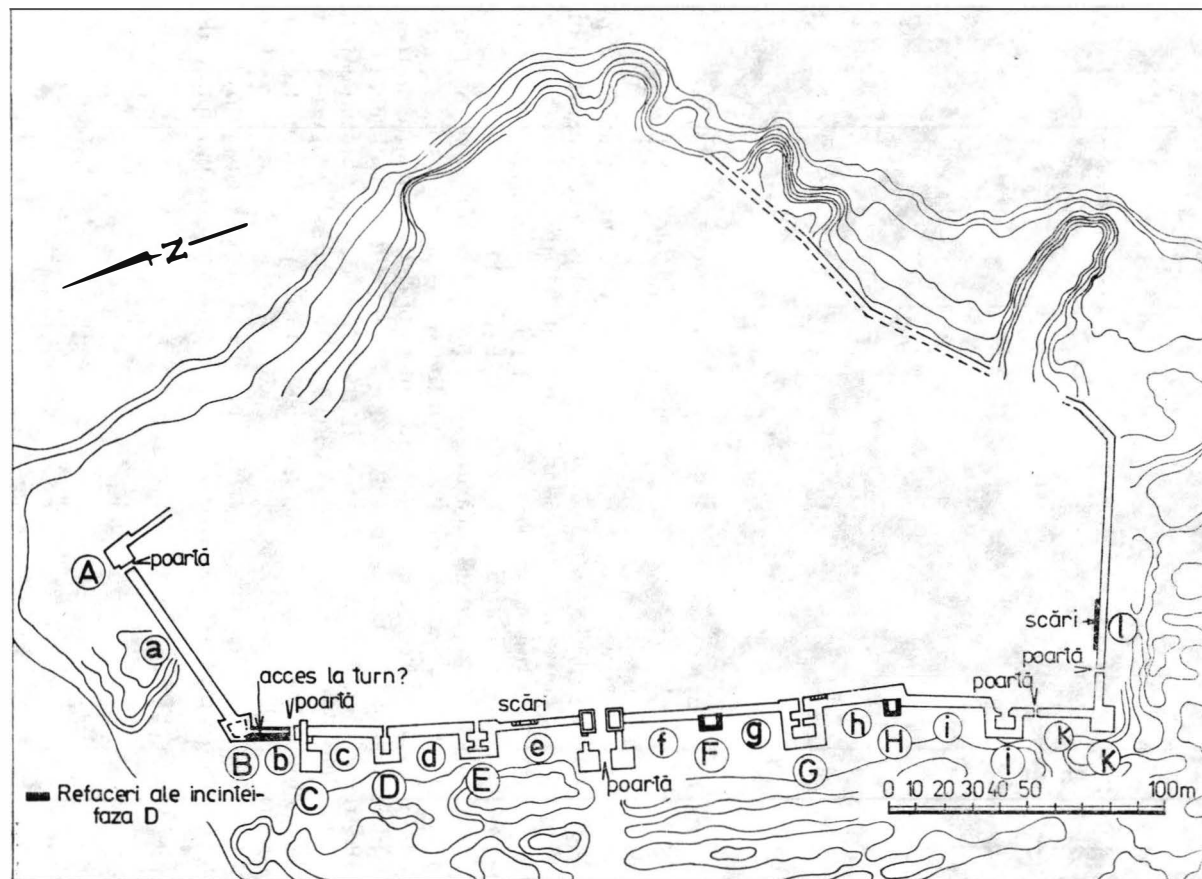 N
A
poartă
a
acces la turn?
poartă
B
b
C
c
D
d
E
scări
e
poartă
f
F
g
G
h
H
i
J
poartă
k
K
poartă
scări
l
Refaceri ale incintei-
faza D
0 10 20 30 40 50 100m